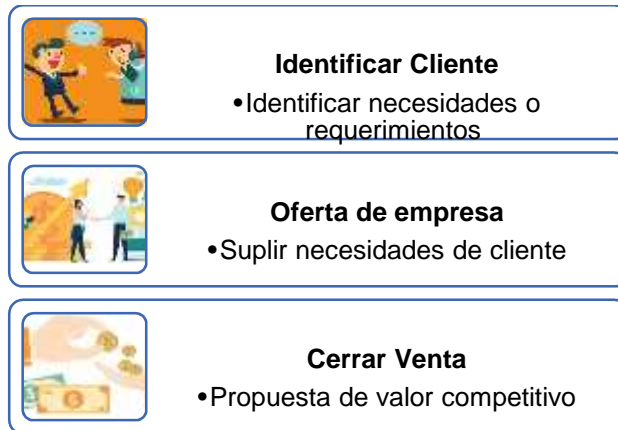 Identificar Cliente
•Identificar necesidades o
requerimientos
Oferta de empresa
•Suplir necesidades de cliente
Cerrar Venta
•Propuesta de valor competitivo